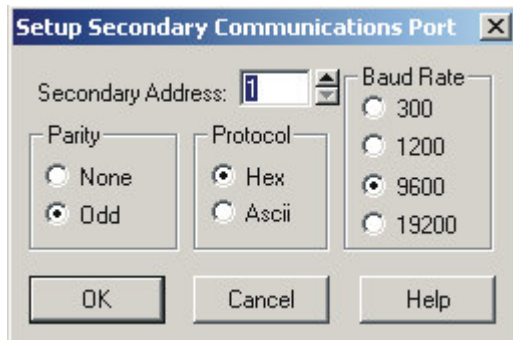 Setup Secondary Communications Port
Secondary Address: 1
Baud Rate
300
1200
9600
19200
Parity
None
Odd
Protocol
Hex
Ascii
OK
Cancel
Help